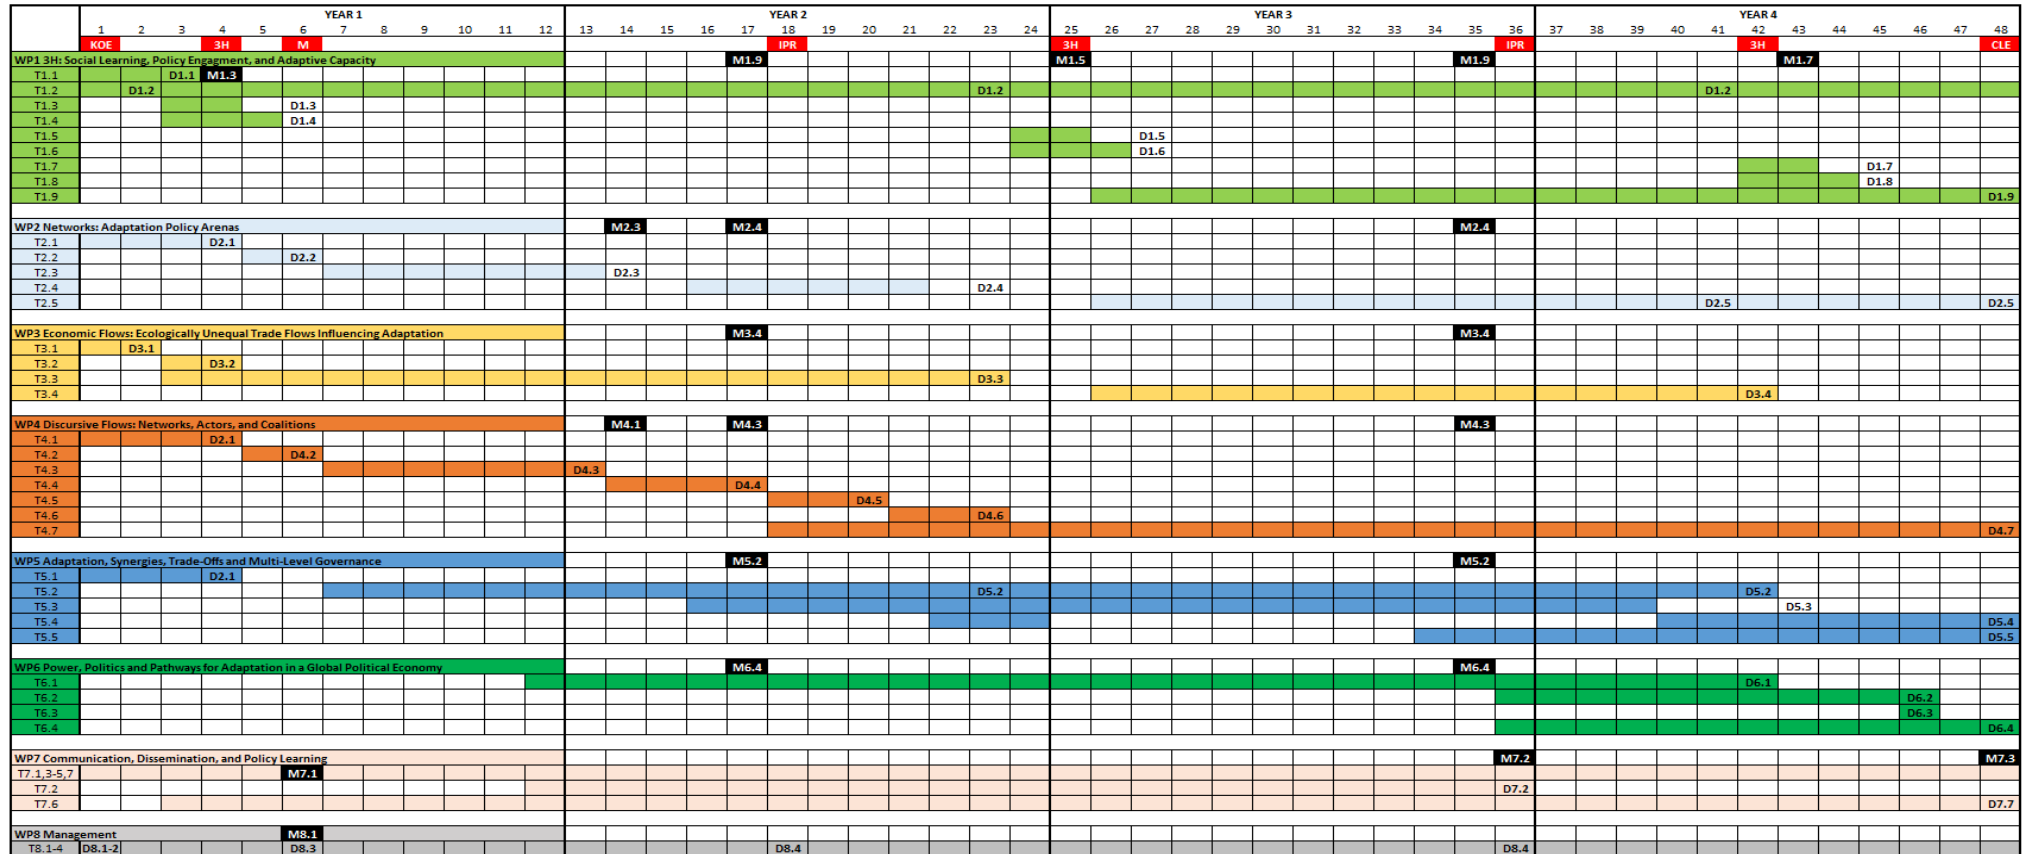 YEAR 1 YEAR 2 YEAR 3 YEAR 4
1 2 3 4 5 6 7 8 9 10 11 12 13 14 15 16 17 18 19 20 21 22 23 24 25 26 27 28 29 30 31 32 33 34 35 36 37 38 39 40 41 42 43 44 45 46 47 48
KOE 3H M IPR 3H IPR 3H CLE
WP1 3H: Social Learning, Policy Engagment, and Adaptive Capacity M1.9 M1.5 M1.9 M1.7
T1.1 D1.1 M1.3
T1.2 D1.2 D1.2 D1.2
T1.3 D1.3
T1.4 D1.4
T1.5 D1.5
T1.6 D1.6
T1.7 D1.7
T1.8 D1.8
T1.9 D1.9
WP2 Networks: Adaptation Policy Arenas M2.3 M2.4 M2.4
T2.1 D2.1
T2.2 D2.2
T2.3 D2.3
T2.4 D2.4
T2.5 D2.5 D2.5
WP3 Economic Flows: Ecologically Unequal Trade Flows Influencing Adaptation M3.4 M3.4
T3.1 D3.1
T3.2 D3.2
T3.3 D3.3
T3.4 D3.4
WP4 Discursive Flows: Networks, Actors, and Coalitions M4.1 M4.3 M4.3
T4.1 D2.1
T4.2 D4.2
T4.3 D4.3
T4.4 D4.4
T4.5 D4.5
T4.6 D4.6
T4.7 D4.7
WP5 Adaptation, Synergies, Trade-Offs and Multi-Level Governance M5.2 M5.2
T5.1 D2.1
T5.2 D5.2 D5.2
T5.3 D5.3
T5.4 D5.4
T5.5 D5.5
WP6 Power, Politics and Pathways for Adaptation in a Global Political Economy M6.4 M6.4
T6.1 D6.1
T6.2 D6.2
T6.3 D6.3
T6.4 D6.4
WP7 Communication, Dissemination, and Policy Learning M7.2 M7.3
T7.1,3-5,7 M7.1
T7.2 D7.2
T7.6 D7.7
WP8 Management M8.1
T8.1-4 D8.1-2 D8.3 D8.4 D8.4